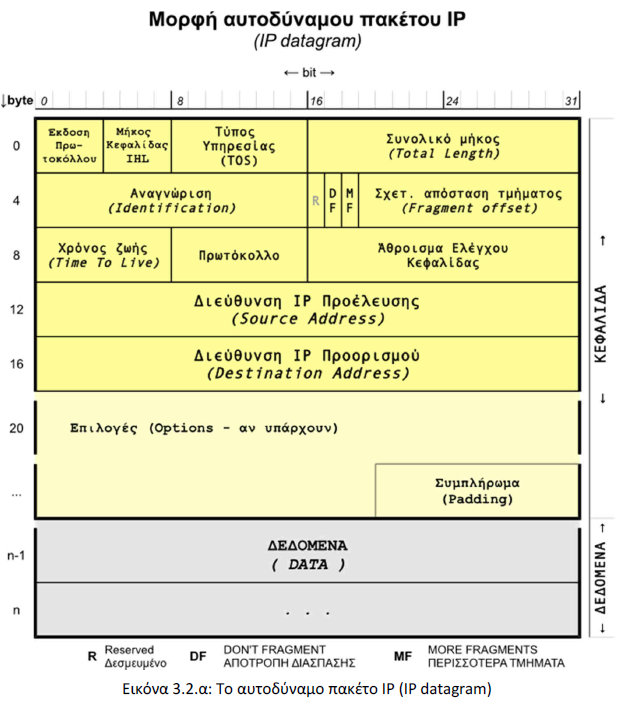 Μορφή αυτοδύναμου πακέτου IP
(IP datagram)
← bit →
↓byte 0 8 16 24 31
0
Έκδοση Πρω- τοκόλλου
Μήκος Κεφαλίδας IHL
Τύπος Υπηρεσίας (TOS)
Συνολικό μήκος (Total Length)
4
Αναγνώριση (Identification)
R
DF
MF
Σχετ. απόσταση τμήματος (Fragment offset)
8
Χρόνος ζωής (Time To Live)
Πρωτόκολλο
Άθροισμα Ελέγχου Κεφαλίδας
12
Διεύθυνση IP Προέλευσης (Source Address)
16
Διεύθυνση IP Προορισμού (Destination Address)
← ΚΕΦΑΛΙΔΑ →
20
Επιλογές (Options - αν υπάρχουν)
...
Συμπλήρωμα (Padding)
n-1
ΔΕΔΟΜΕΝΑ ( DATA )
n
. . .
← ΔΕΔΟΜΕΝΑ →
R Reserved Δεσμευμένο
DF DON'T FRAGMENT ΑΠΟΤΡΟΠΗ ΔΙΑΣΠΑΣΗΣ
MF MORE FRAGMENTS ΠΕΡΙΣΣΟΤΕΡΑ ΤΜΗΜΑΤΑ
Εικόνα 3.2.α: Το αυτοδύναμο πακέτο IP (IP datagram)